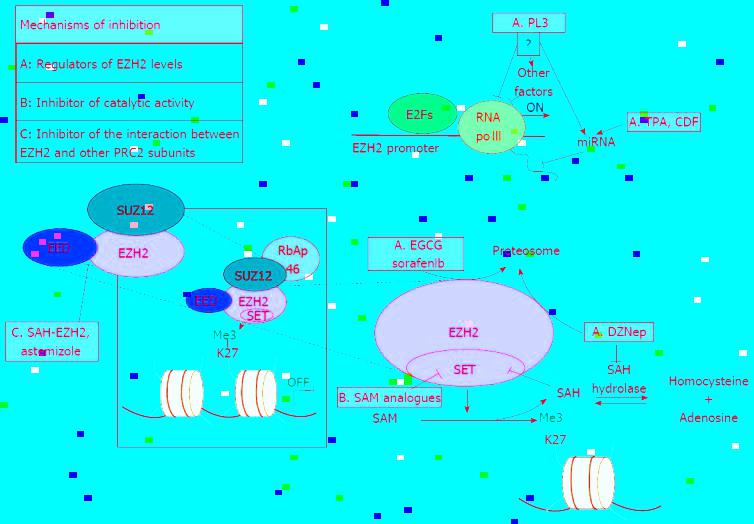 Mechanisms of inhibition
A: Regulators of EZH2 levels
B: Inhibitor of catalytic activity
C: Inhibitor of the interaction between
EZH2 and other PRC2 subunits
A. PL3
?
Other
factors
ON
E2Fs
RNA
po III
EZH2 promoter
miRNA
A. TPA, CDF
SUZ12
EED
EZH2
RbAp
46
SUZ12
EED
EZH2
SET
Me3
K27
OFF
C. SAH-EZH2,
astemizole
A. EGCG
sorafenib
Proteosome
EZH2
SET
A. DZNep
SAH
hydrolase
B. SAM analogues
SAM
SAH
Me3
K27
Homocysteine
+
Adenosine